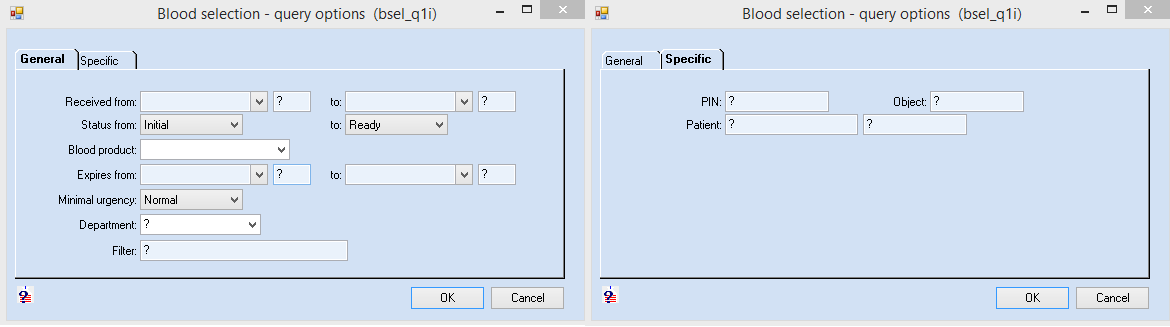 Blood selection - query options (bsel_q1i)
General Specific
Received from: ? to: ?
Status from: Initial to: Ready
Blood product:
Expires from: ? to: ?
Minimal urgency: Normal
Department: ?
Filter: ?
OK Cancel
Blood selection - query options (bsel_q1i)
General Specific
PIN: ? Object: ?
Patient: ? ?
OK Cancel